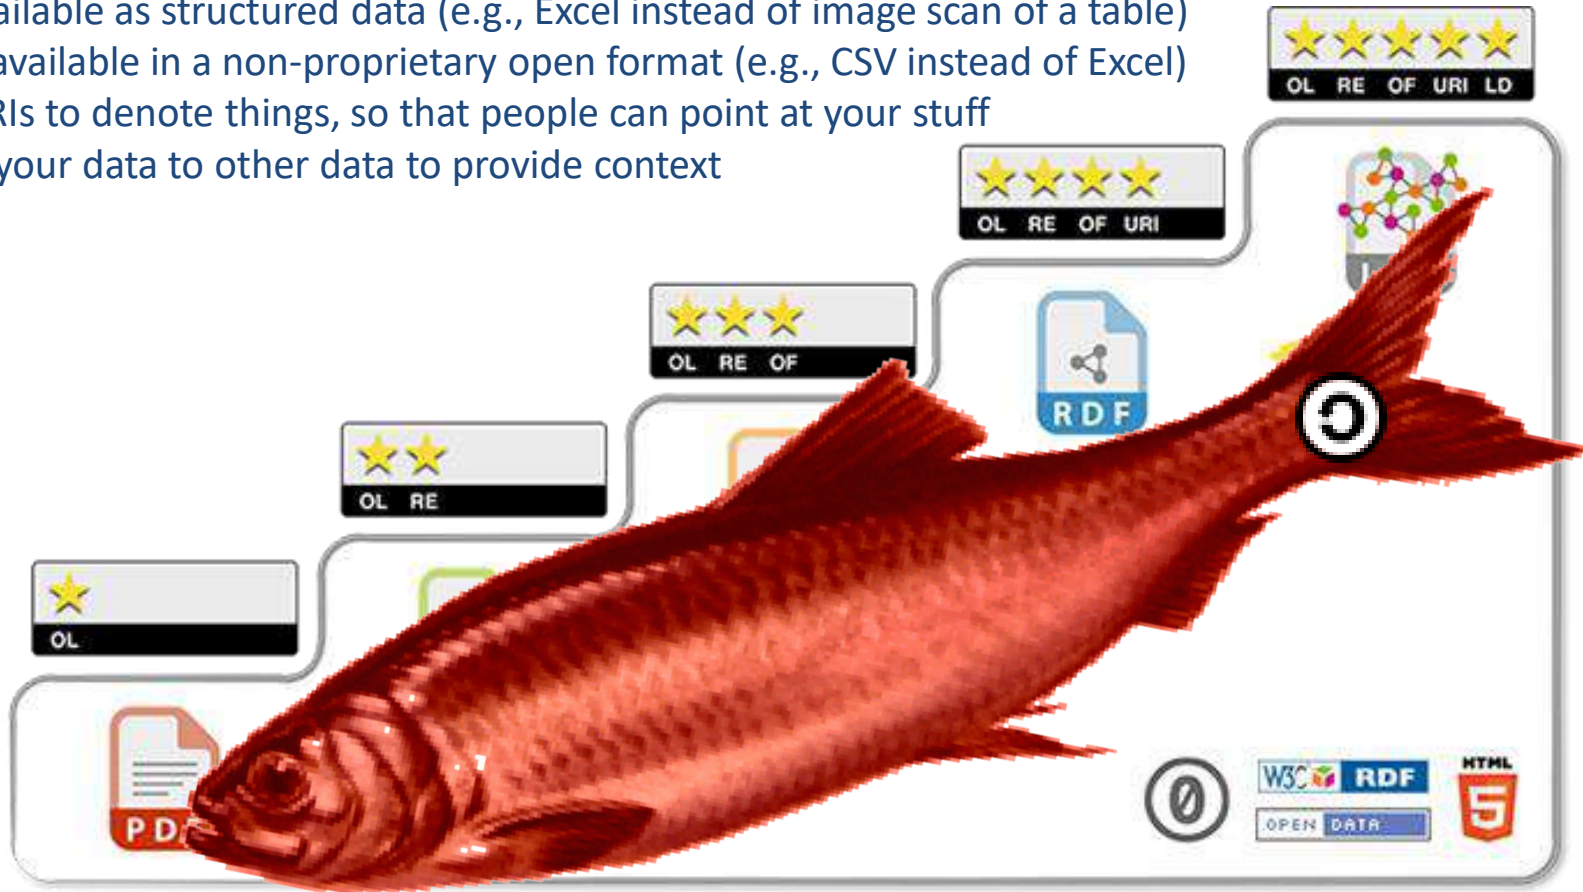 ailable as structured data (e.g., Excel instead of image scan of a table)
available in a non-proprietary open format (e.g., CSV instead of Excel)
RIs to denote things, so that people can point at your stuff
your data to other data to provide context
OL RE OF URI LD
OL RE OF URI
OL RE OF
OL RE
OL
RDF
PD
W3C RDF
OPEN DATA
HTML
5
0